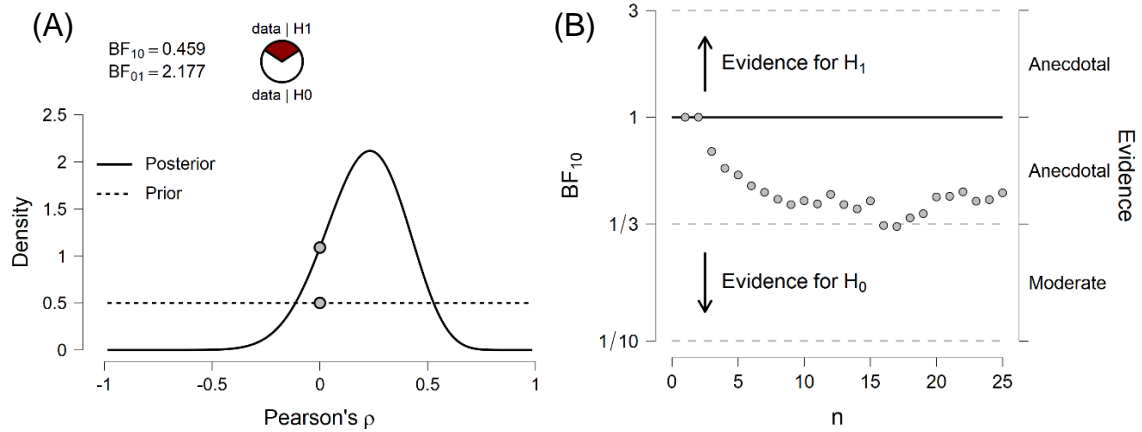 (A)
BF10 = 0.459
BF01 = 2.177
data | H1
data | H0
2.5
2
1.5
1
0.5
0
Density
Posterior
Prior
-1
-0.5
0
0.5
1
Pearson's ρ
(B)
3
1
1/3
1/10
BF10
Evidence for H1
Evidence for H0
Anecdotal
Anecdotal
Moderate
Evidence
0
5
10
15
20
25
n